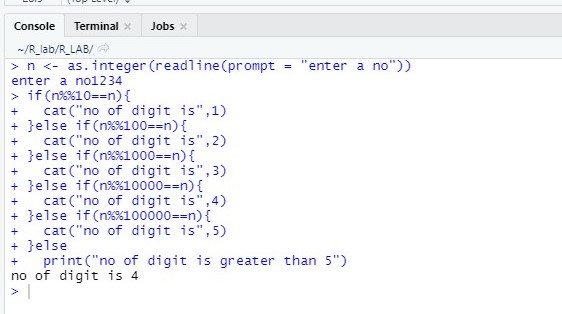 Console Terminal × Jobs ×
~/R_lab/R_LAB/
> n <- as.integer(readline(prompt = "enter a no"))
enter a no1234
> if(n%%10==n){
+   cat("no of digit is",1)
+ }else if(n%%100==n){
+   cat("no of digit is",2)
+ }else if(n%%1000==n){
+   cat("no of digit is",3)
+ }else if(n%%10000==n){
+   cat("no of digit is",4)
+ }else if(n%%100000==n){
+   cat("no of digit is",5)
+ }else
+   print("no of digit is greater than 5")
no of digit is 4
>